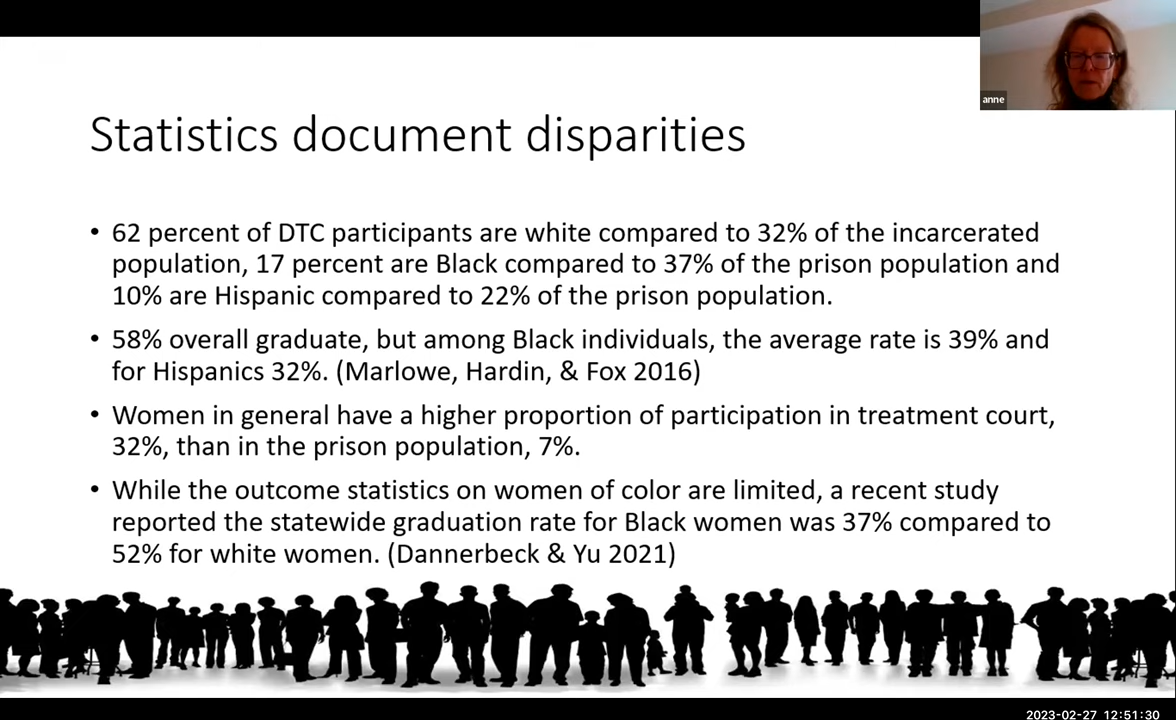 anne
Statistics document disparities
• 62 percent of DTC participants are white compared to 32% of the incarcerated
population, 17 percent are Black compared to 37% of the prison population and
10% are Hispanic compared to 22% of the prison population.
• 58% overall graduate, but among Black individuals, the average rate is 39% and
for Hispanics 32%. (Marlowe, Hardin, & Fox 2016)
• Women in general have a higher proportion of participation in treatment court,
32%, than in the prison population, 7%.
• While the outcome statistics on women of color are limited, a recent study
reported the statewide graduation rate for Black women was 37% compared to
52% for white women. (Dannerbeck & Yu 2021)
2023-02-27 12:51:30